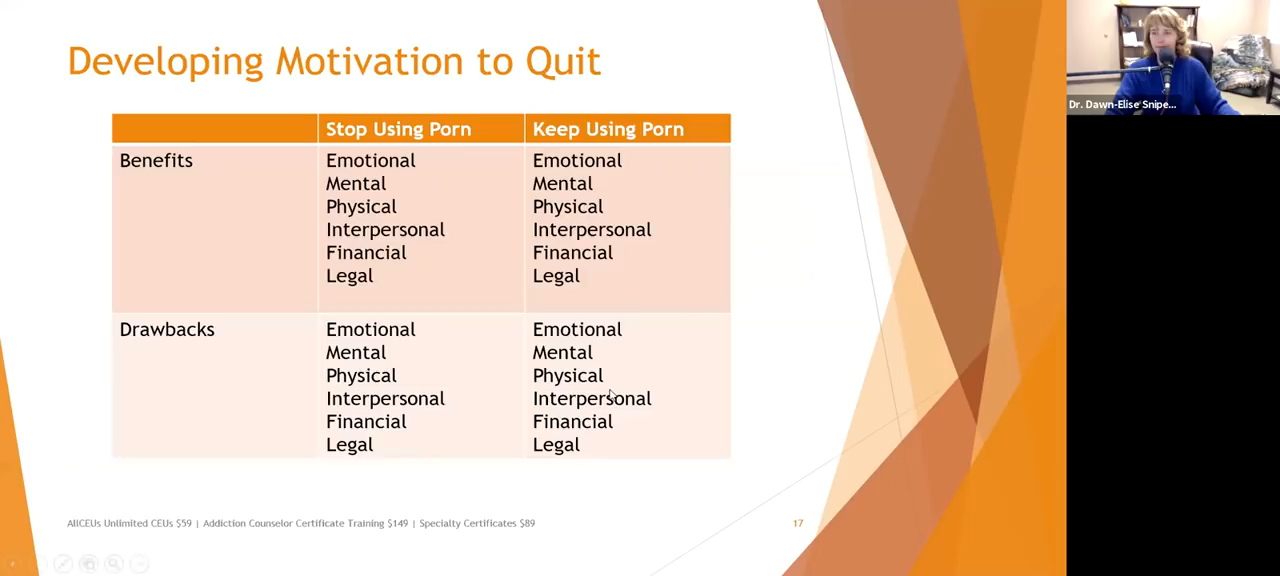 Developing Motivation to Quit
Stop Using Porn
Keep Using Porn
Benefits
Emotional
Mental
Physical
Interpersonal
Financial
Legal
Emotional
Mental
Physical
Interpersonal
Financial
Legal
Drawbacks
Emotional
Mental
Physical
Interpersonal
Financial
Legal
Emotional
Mental
Physical
Interpersonal
Financial
Legal
AllCEUs Unlimited CEUs $59 | Addiction Counselor Certificate Training $149 | Specialty Certificates $89
17
Dr. Dawn-Elise Snipe...